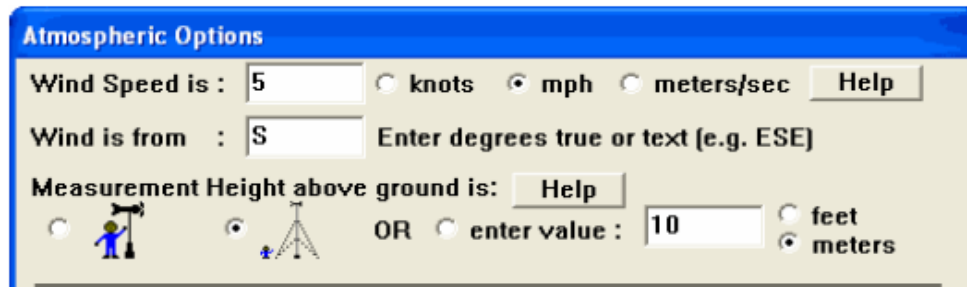 Atmospheric Options
Wind Speed is : 5 knots mph meters/sec Help
Wind is from : S Enter degrees true or text (e.g. ESE)
Measurement Height above ground is: Help
OR enter value : 10 feet
meters